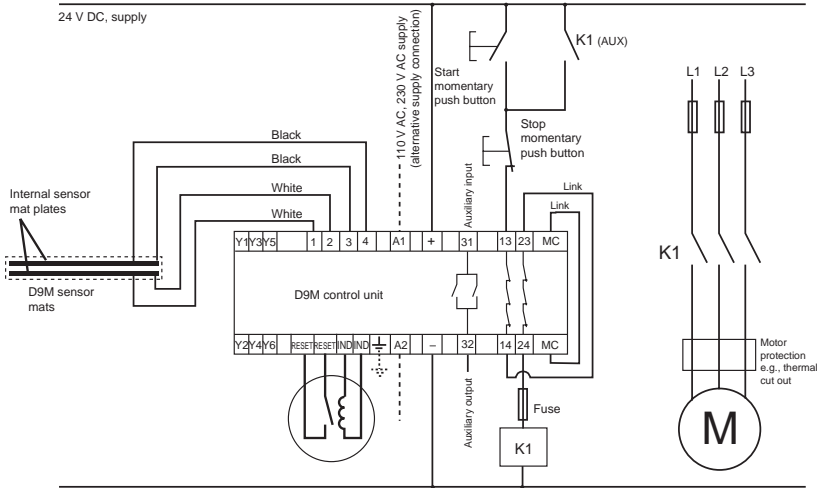 24 V DC, supply
110 V AC, 230 V AC supply
(alternative supply connection)
Start
momentary
push button
K1 (AUX)
Stop
momentary
push button
L1 L2 L3
Black
Black
White
White
Internal sensor
mat plates
D9M sensor
mats
Auxiliary input
Link
Link
Y1 Y3 Y5 1 2 3 4 A1 + 31 13 23 MC
D9M control unit
Y2 Y4 Y6 RESET RESET IND IND A2 – 32 14 24 MC
Auxiliary output
Fuse
K1
K1
Motor
protection
e.g., thermal
cut out
M